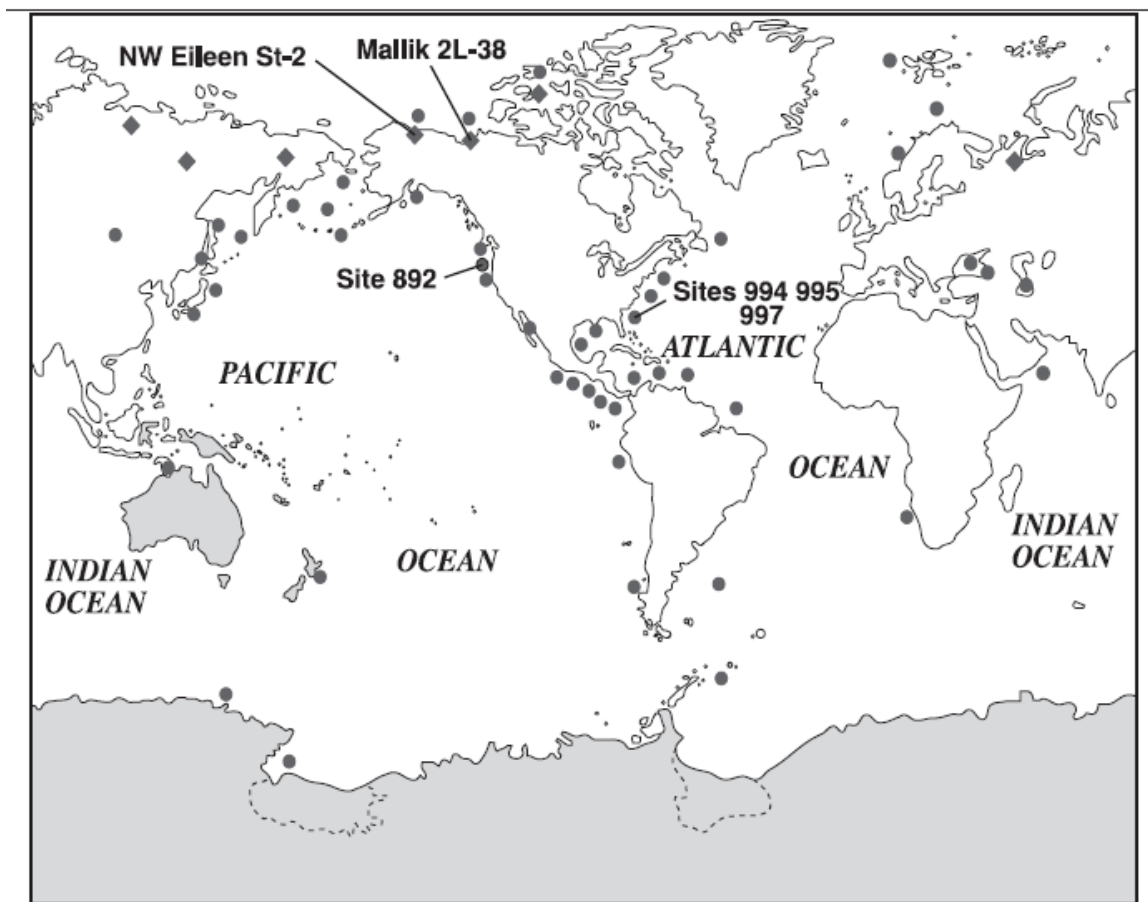 NW Eileen St-2
Mallik 2L-38
Site 892
Sites 994 995
997
ATLANTIC
PACIFIC
OCEAN
OCEAN
INDIAN
OCEAN
INDIAN
OCEAN